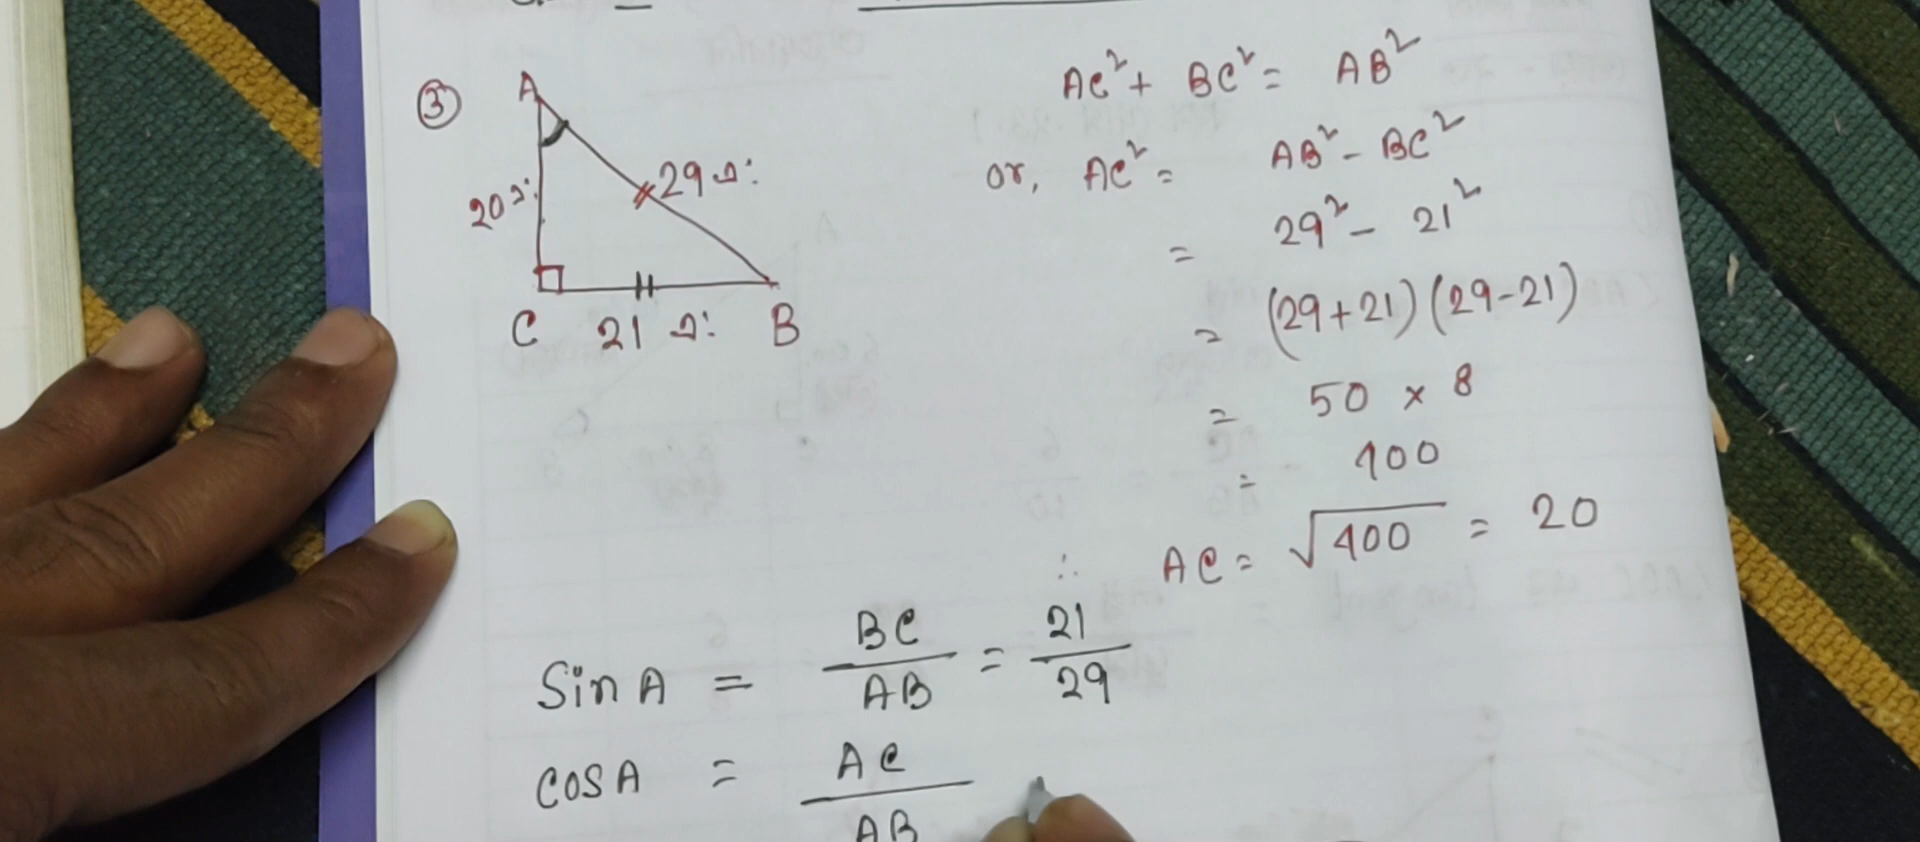 ③
A
29 এ:
20 এ:
C 21 এ: B
AC² + BC² = AB²
or, AC² = AB² - BC²
= 29² - 21²
= (29+21) (29-21)
= 50 × 8
= 400
∴ AC = √400 = 20
Sin A = BC/AB = 21/29
COSA = AC/AB